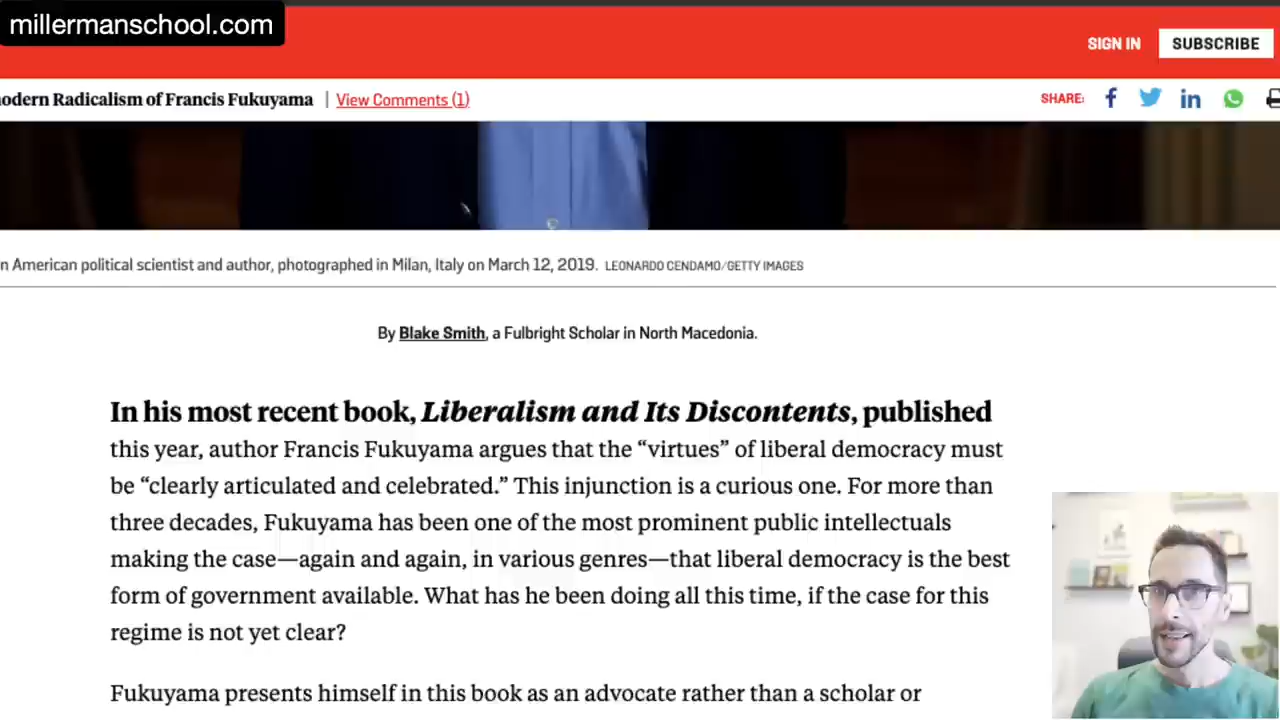 millermanschool.com
SIGN IN SUBSCRIBE
odern Radicalism of Francis Fukuyama | View Comments (1)
SHARE:
n American political scientist and author, photographed in Milan, Italy on March 12, 2019. LEONARDO CENDAMO/GETTY IMAGES
By Blake Smith, a Fulbright Scholar in North Macedonia.
In his most recent book, Liberalism and Its Discontents, published
this year, author Francis Fukuyama argues that the “virtues” of liberal democracy must
be “clearly articulated and celebrated.” This injunction is a curious one. For more than
three decades, Fukuyama has been one of the most prominent public intellectuals
making the case—again and again, in various genres—that liberal democracy is the best
form of government available. What has he been doing all this time, if the case for this
regime is not yet clear?
Fukuyama presents himself in this book as an advocate rather than a scholar or